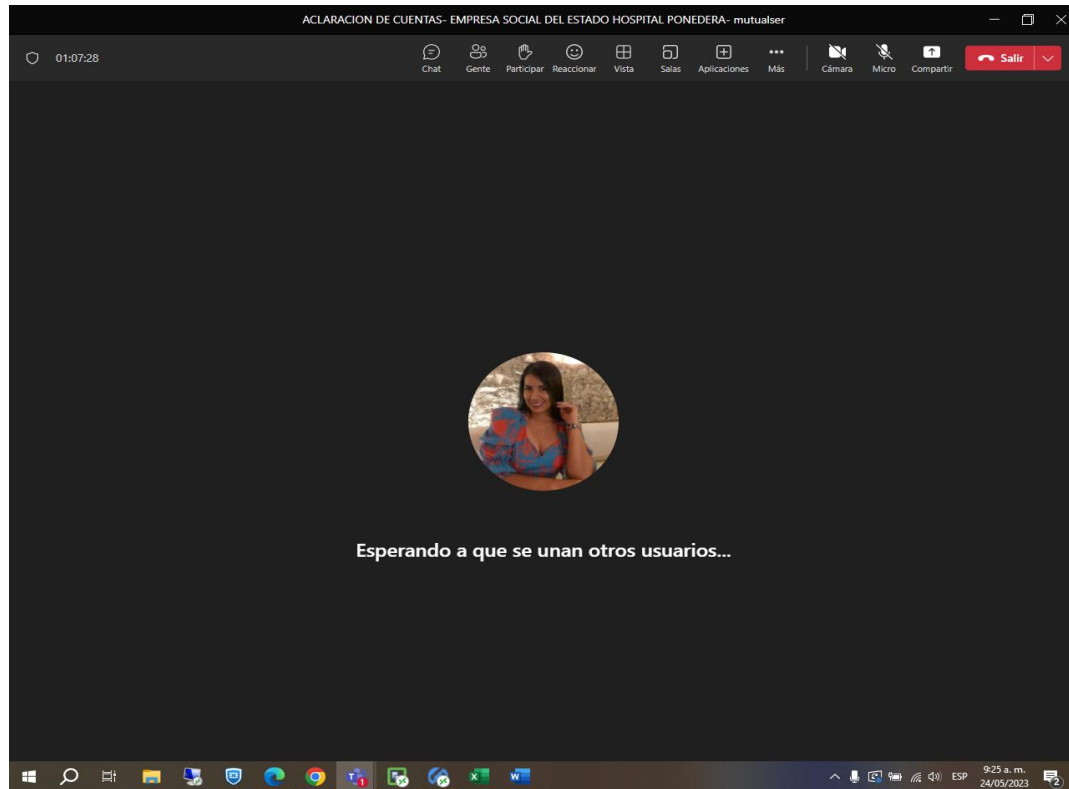 ACLARACION DE CUENTAS- EMPRESA SOCIAL DEL ESTADO HOSPITAL PONEDERA- mutualser
01:07:28
Chat Gente Participar Reaccionar Vista Salas Aplicaciones Más Cámara Micro Compartir Salir
Esperando a que se unan otros usuarios...
ESP
9:25 a. m.
24/05/2023